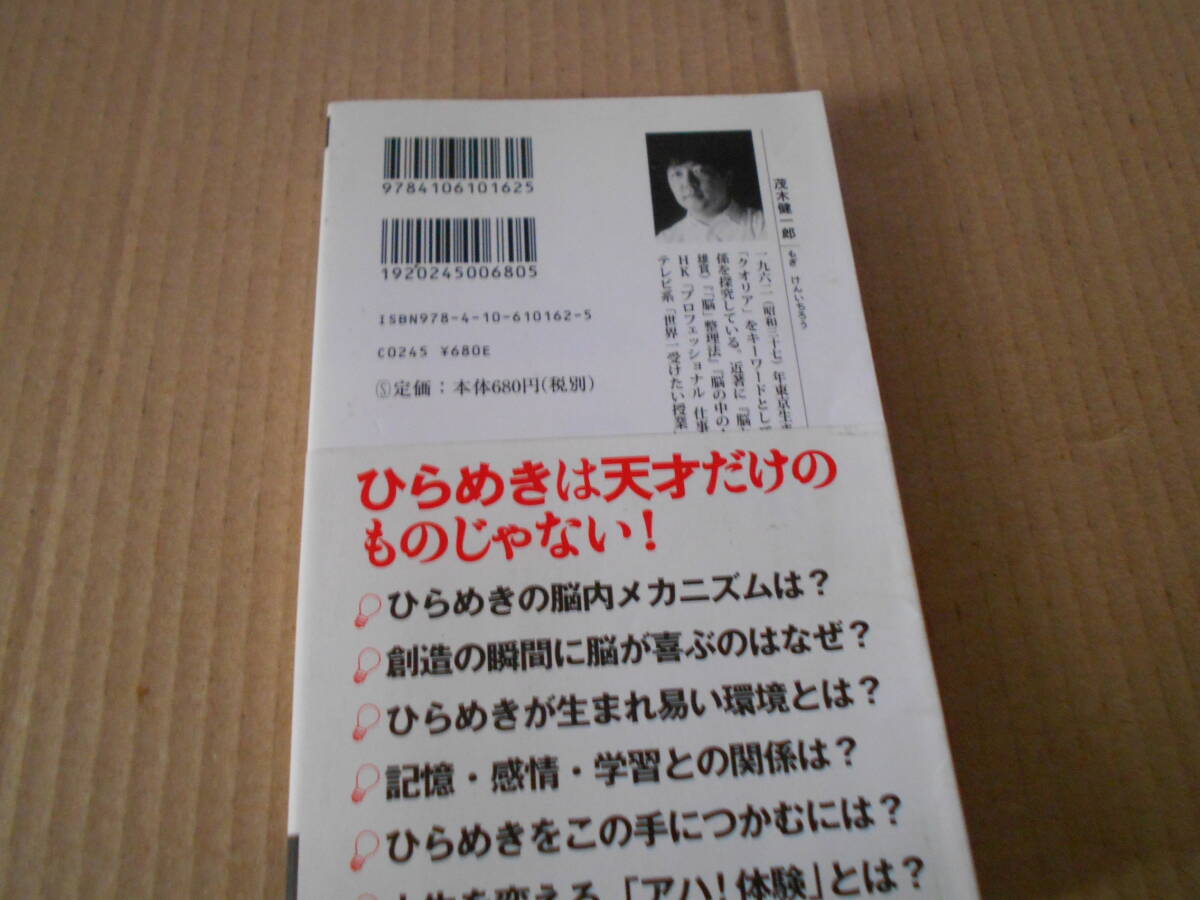 9784106101625
1920245006805
ISBN978-4-10-610162-5
C0245 ¥680E
Ⓢ定価：本体680円(税別)
茂木健一郎 もぎ けんいちろう
一九六二(昭和三十七)年東京生ま
「クオリア」をキーワードとして
係を探究している。近著に『脳と
雄賞)『「脳」整理法』『脳の中の・
HK「プロフェッショナル 仕事
テレビ系「世界一受けたい授業」
ひらめきは天才だけの
ものじゃない！
ひらめきの脳内メカニズムは？
創造の瞬間に脳が喜ぶのはなぜ？
ひらめきが生まれ易い環境とは？
記憶・感情・学習との関係は？
ひらめきをこの手につかむには？
人生を変える「アハ！体験」とは？